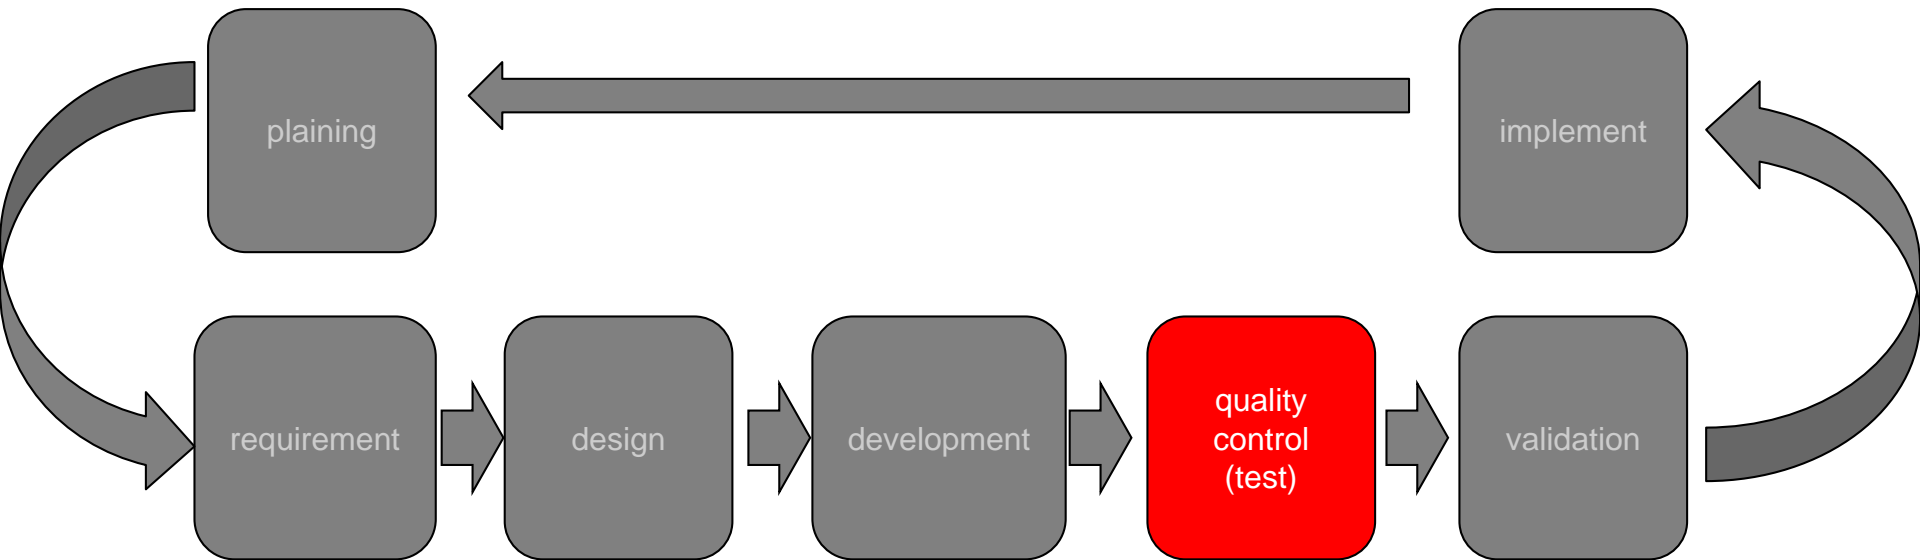 plaining
implement
requirement
design
development
quality
control
(test)
validation